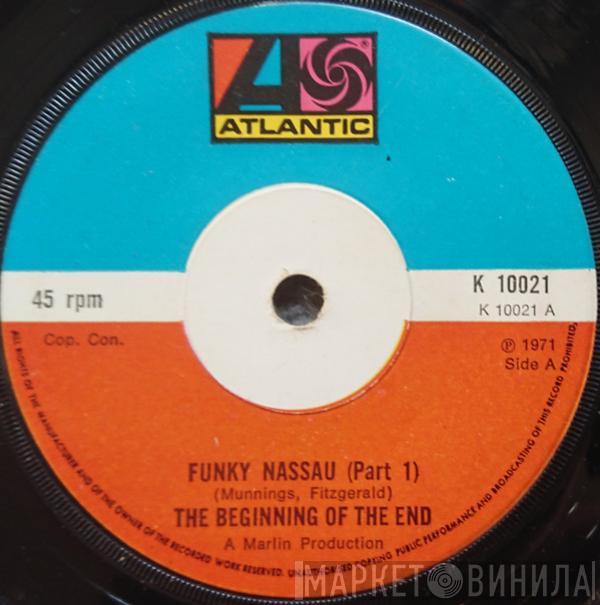 ATLANTIC
45 rpm
K 10021
K 10021 A
Cop. Con.
℗ 1971
Side A
FUNKY NASSAU (Part 1)
(Munnings, Fitzgerald)
THE BEGINNING OF THE END
A Marlin Production
ALL RIGHTS OF THE MANUFACTURER AND OF THE OWNER OF THE RECORDED WORK RESERVED. UNAUTHORISED COPYING PUBLIC PERFORMANCE AND BROADCASTING OF THIS RECORD PROHIBITED.
МАРКЕТ ВИНИЛА